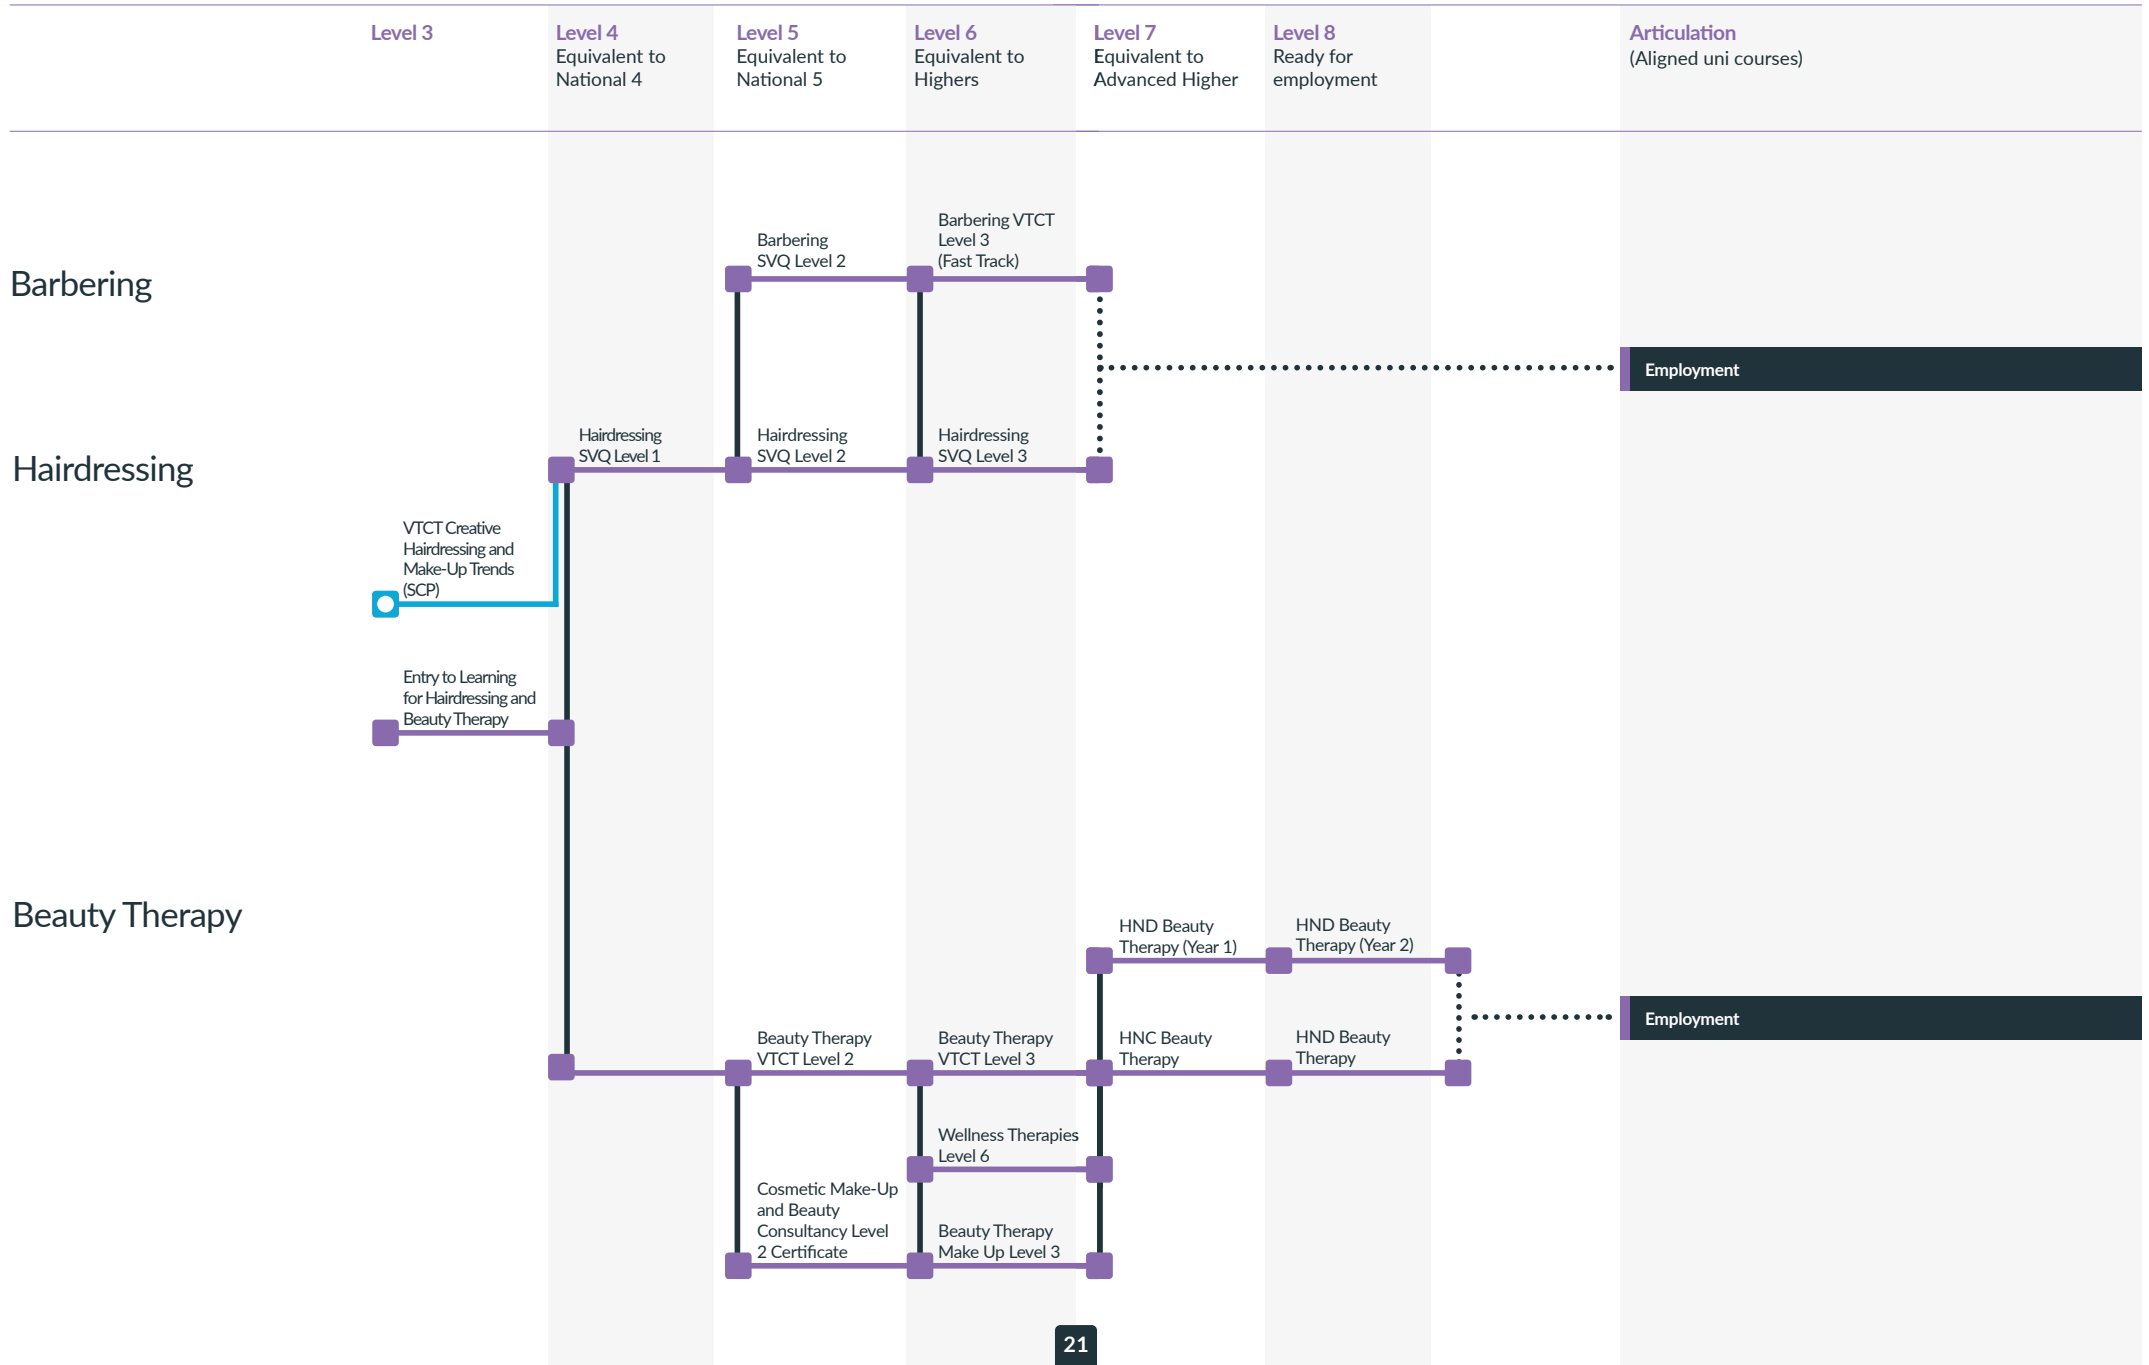 Level 3
Level 4
Equivalent to
National 4
Level 5
Equivalent to
National 5
Level 6
Equivalent to
Highers
Level 7
Equivalent to
Advanced Higher
Level 8
Ready for
employment
Articulation
(Aligned uni courses)
Barbering
Barbering
SVQ Level 2
Barbering VTCT
Level 3
(Fast Track)
Employment
Hairdressing
Hairdressing
SVQ Level 1
Hairdressing
SVQ Level 2
Hairdressing
SVQ Level 3
VTCT Creative
Hairdressing and
Make-Up Trends
(SCP)
Entry to Learning
for Hairdressing and
Beauty Therapy
Beauty Therapy
HND Beauty
Therapy (Year 1)
HND Beauty
Therapy (Year 2)
Employment
Beauty Therapy
VTCT Level 2
Beauty Therapy
VTCT Level 3
HNC Beauty
Therapy
HND Beauty
Therapy
Wellness Therapies
Level 6
Cosmetic Make-Up
and Beauty
Consultancy Level
2 Certificate
Beauty Therapy
Make Up Level 3
21